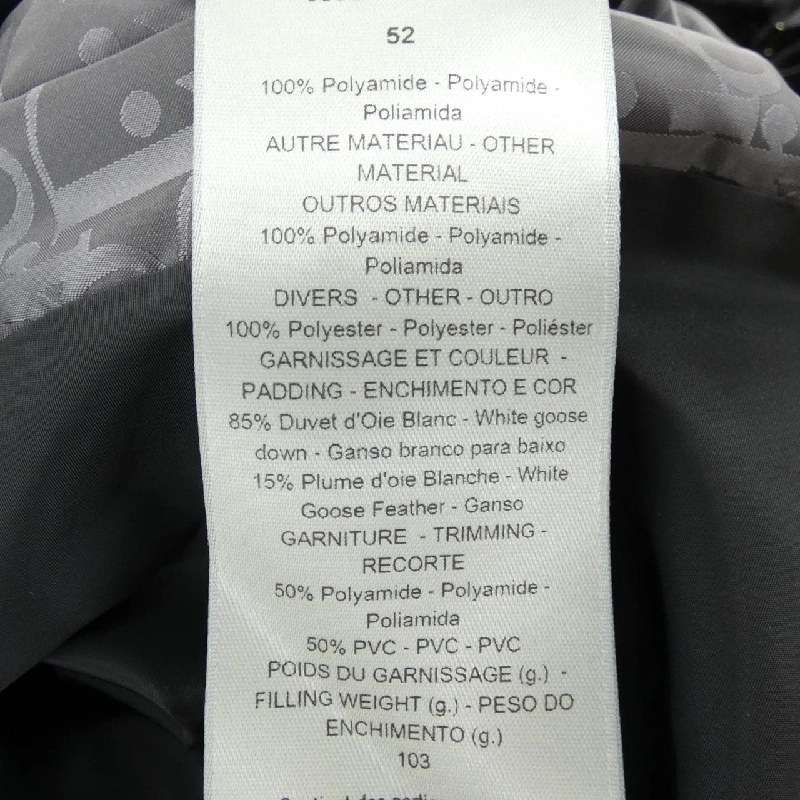 52
100% Polyamide - Polyamide -
Poliamida
AUTRE MATERIAU - OTHER
MATERIAL
OUTROS MATERIAIS
100% Polyamide - Polyamide -
Poliamida
DIVERS - OTHER - OUTRO
100% Polyester - Polyester - Poliéster
GARNISSAGE ET COULEUR -
PADDING - ENCHIMENTO E COR
85% Duvet d'Oie Blanc - White goose
down - Ganso branco para baixo
15% Plume d'oie Blanche - White
Goose Feather - Ganso
GARNITURE - TRIMMING -
RECORTE
50% Polyamide - Polyamide -
Poliamida
50% PVC - PVC - PVC
POIDS DU GARNISSAGE (g.) -
FILLING WEIGHT (g.) - PESO DO
ENCHIMENTO (g.)
103